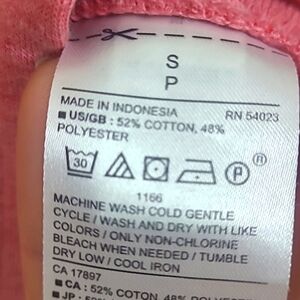 S
P
MADE IN INDONESIA RN 54023
■ US/GB : 52% COTTON, 48%
POLYESTER
30 P ®
1166
MACHINE WASH COLD GENTLE
CYCLE / WASH AND DRY WITH LIKE
COLORS / ONLY NON-CHLORINE
BLEACH WHEN NEEDED / TUMBLE
DRY LOW / COOL IRON
CA 17897
■ CA : 52% COTTON, 48% POLYESTER
■ JP :